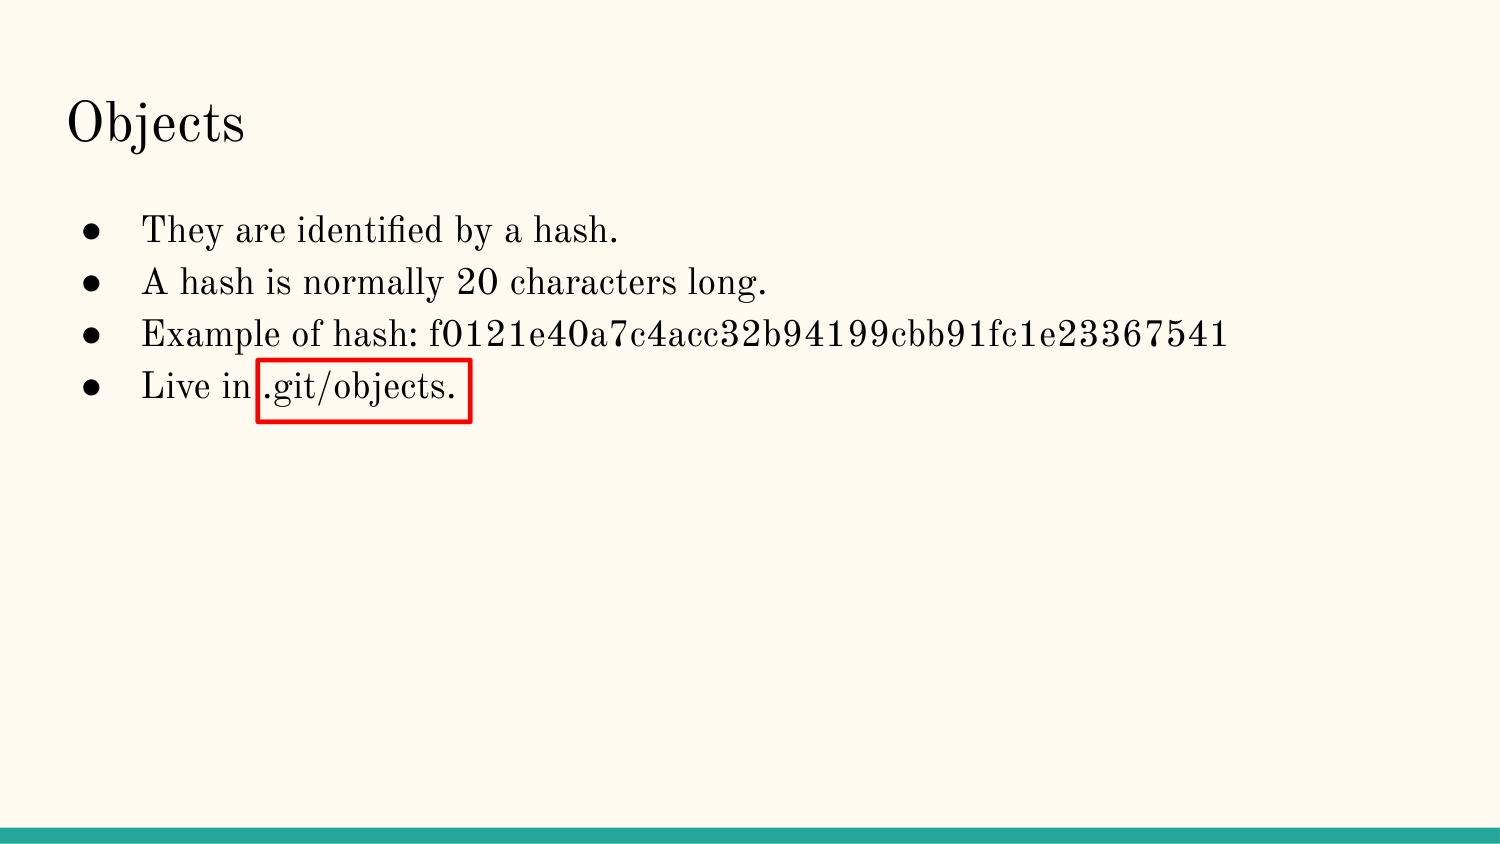 Objects
● They are identified by a hash.
● A hash is normally 20 characters long.
● Example of hash: f0121e40a7c4acc32b94199cbb91fc1e23367541
● Live in .git/objects.